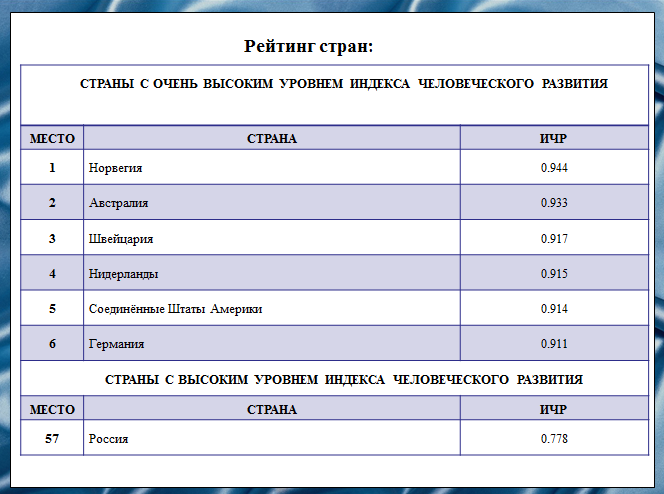 Рейтинг стран:
СТРАНЫ С ОЧЕНЬ ВЫСОКИМ УРОВНЕМ ИНДЕКСА ЧЕЛОВЕЧЕСКОГО РАЗВИТИЯ
МЕСТО СТРАНА ИЧР
1 Норвегия 0.944
2 Австралия 0.933
3 Швейцария 0.917
4 Нидерланды 0.915
5 Соединённые Штаты Америки 0.914
6 Германия 0.911
СТРАНЫ С ВЫСОКИМ УРОВНЕМ ИНДЕКСА ЧЕЛОВЕЧЕСКОГО РАЗВИТИЯ
МЕСТО СТРАНА ИЧР
57 Россия 0.778